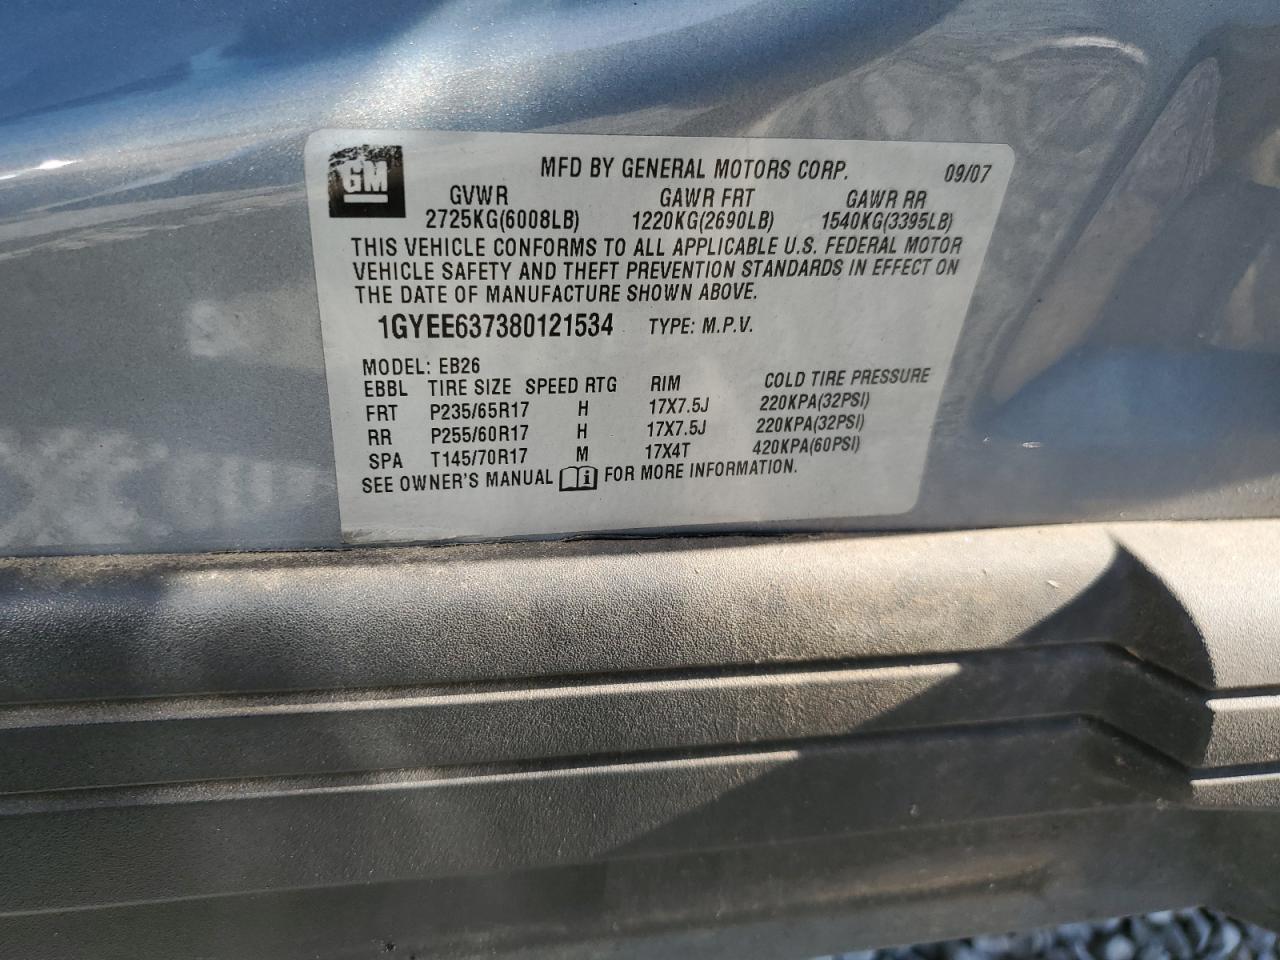 GM
MFD BY GENERAL MOTORS CORP. 09/07
GVWR GAWR FRT GAWR RR
2725KG(6008LB) 1220KG(2690LB) 1540KG(3395LB)
THIS VEHICLE CONFORMS TO ALL APPLICABLE U.S. FEDERAL MOTOR
VEHICLE SAFETY AND THEFT PREVENTION STANDARDS IN EFFECT ON
THE DATE OF MANUFACTURE SHOWN ABOVE.
1GYEE637380121534 TYPE: M.P.V.
MODEL: EB26
EBBL TIRE SIZE SPEED RTG RIM COLD TIRE PRESSURE
FRT P235/65R17 H 17X7.5J 220KPA(32PSI)
RR P255/60R17 H 17X7.5J 220KPA(32PSI)
SPA T145/70R17 M 17X4T 420KPA(60PSI)
SEE OWNER'S MANUAL i FOR MORE INFORMATION.